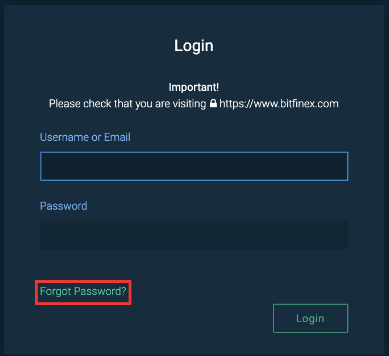 Login
Important!
Please check that you are visiting https://www.bitfinex.com
Username or Email
Password
Forgot Password?
Login